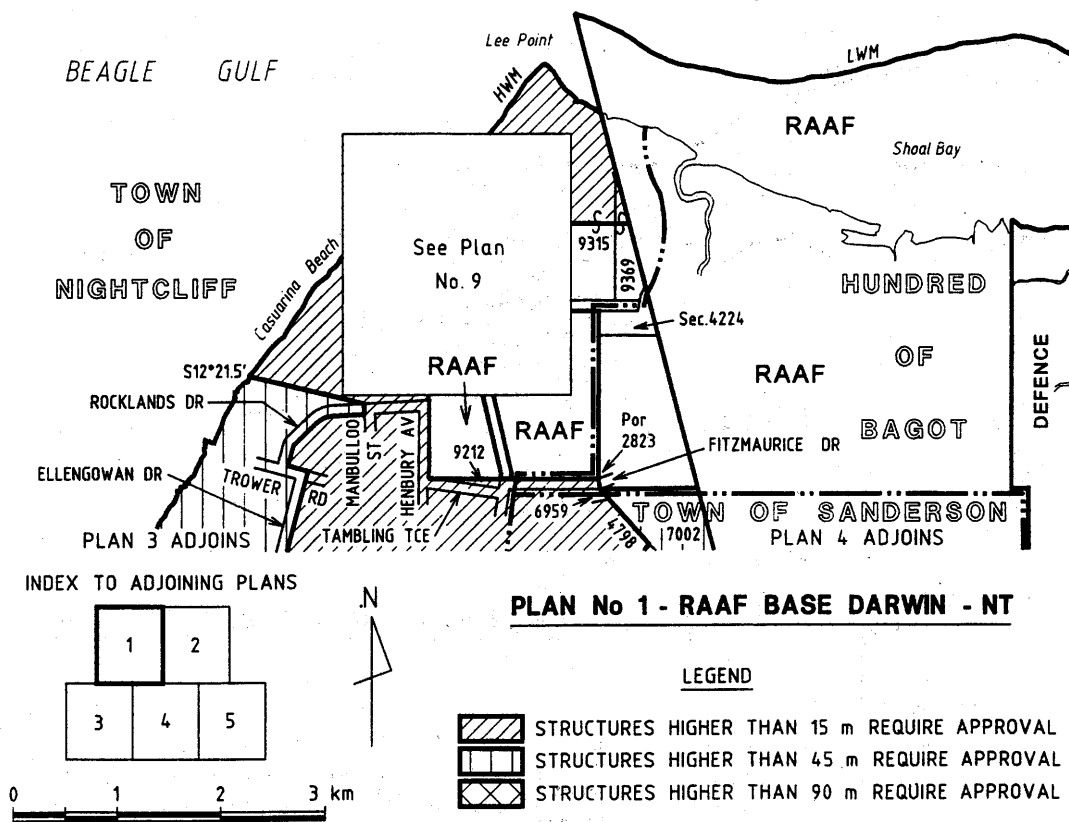 Lee Point
BEAGLE GULF
HWM
LWM
RAAF
Shoal Bay
TOWN
OF
NIGHTCLIFF
See Plan
No. 9
9315
9369
HUNDRED
OF
BAGOT
Casuarina Beach
Sec.4224
S12°21.5'
RAAF
RAAF
DEFENCE
ROCKLANDS DR
MANBULLOO
ST
HENBURY AV
9212
RAAF
Por
2823
FITZMAURICE DR
ELLENGOWAN DR
TROWER
RD
6959
TOWN OF SANDERSON
PLAN 3 ADJOINS
TAMBLING TCE
4798
7002
PLAN 4 ADJOINS
INDEX TO ADJOINING PLANS
1
2
3
4
5
N
PLAN No 1 - RAAF BASE DARWIN - NT
LEGEND
STRUCTURES HIGHER THAN 15 m REQUIRE APPROVAL
STRUCTURES HIGHER THAN 45 m REQUIRE APPROVAL
STRUCTURES HIGHER THAN 90 m REQUIRE APPROVAL
0 1 2 3 km